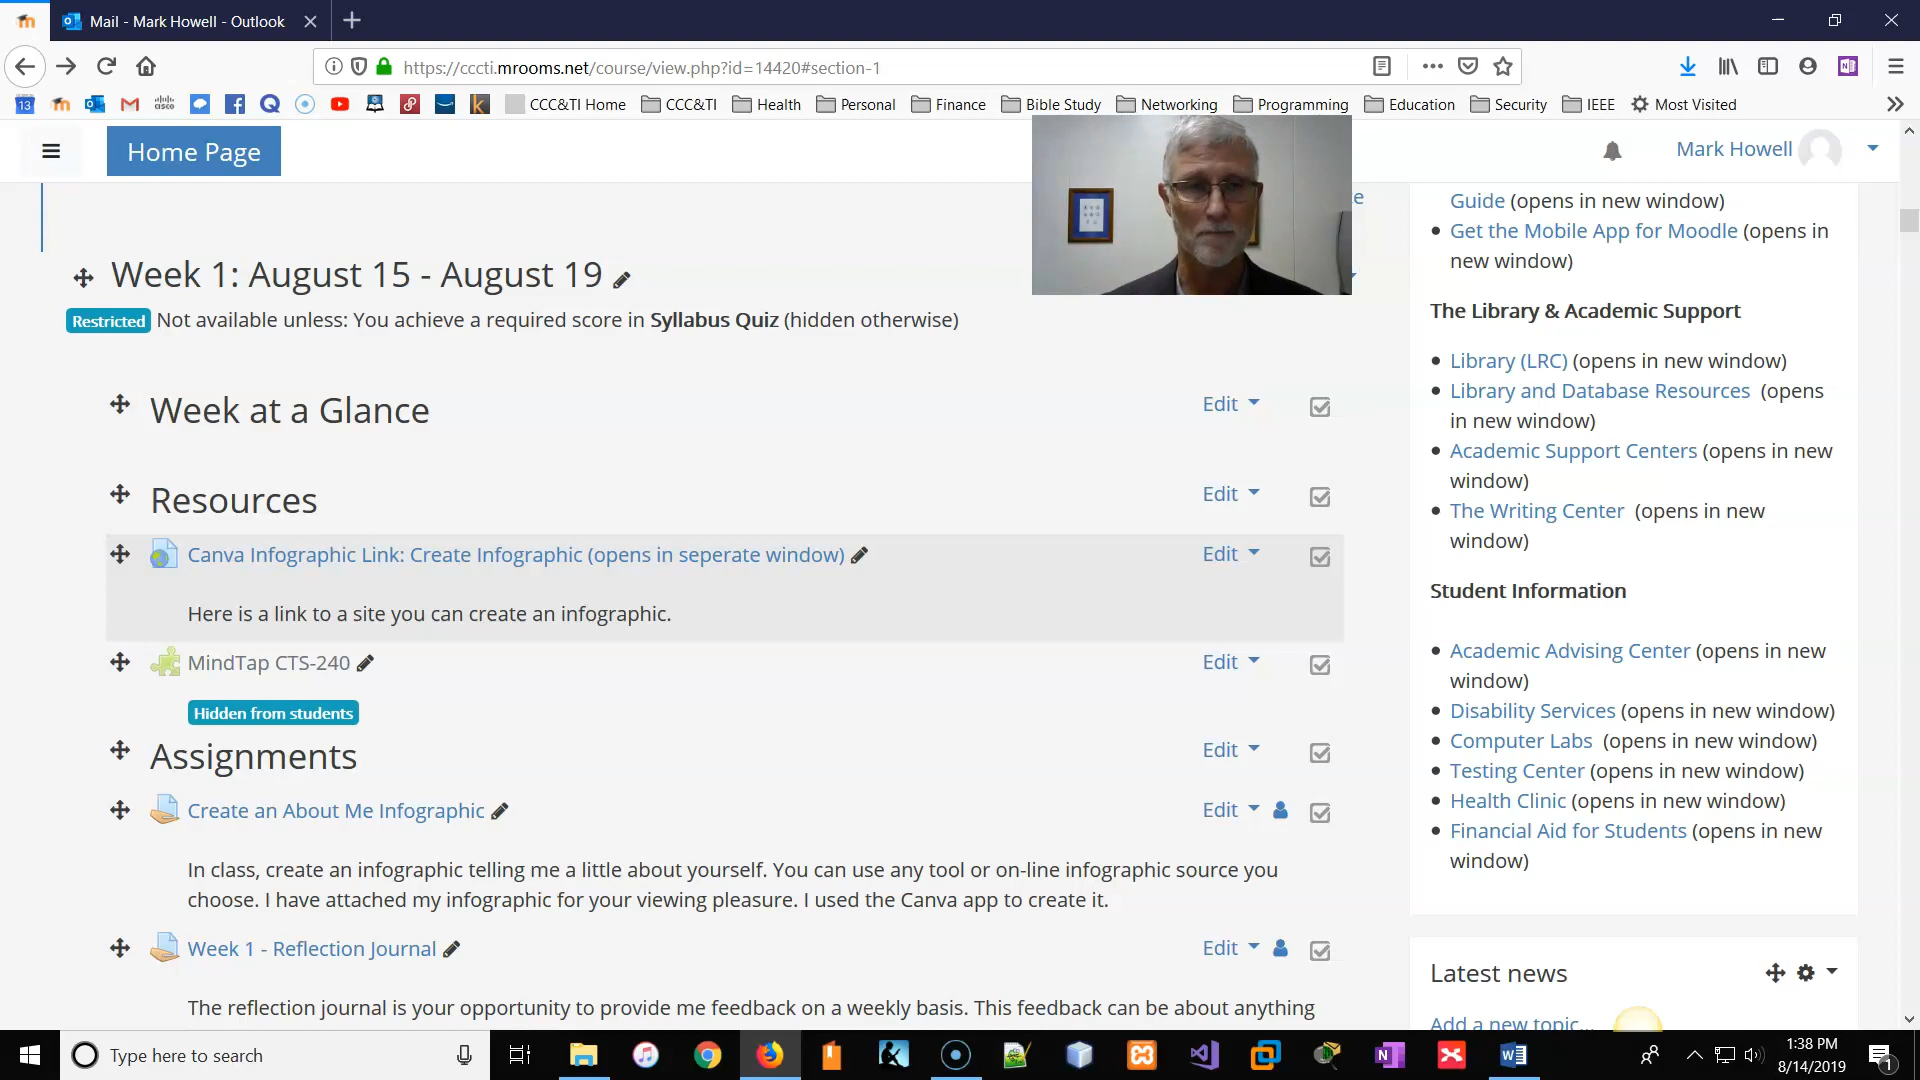 Mail - Mark Howell - Outlook
https://cccti.mrooms.net/course/view.php?id=14420#section-1
13
CCC&TI Home
CCC&TI
Health
Personal
Finance
Bible Study
Networking
Programming
Education
Security
IEEE
Most Visited
Home Page
Mark Howell
Week 1: August 15 - August 19
Restricted Not available unless: You achieve a required score in Syllabus Quiz (hidden otherwise)
Week at a Glance
Edit
Resources
Edit
Canva Infographic Link: Create Infographic (opens in seperate window)
Edit
Here is a link to a site you can create an infographic.
MindTap CTS-240
Edit
Hidden from students
Assignments
Edit
Create an About Me Infographic
Edit
In class, create an infographic telling me a little about yourself. You can use any tool or on-line infographic source you
choose. I have attached my infographic for your viewing pleasure. I used the Canva app to create it.
Week 1 - Reflection Journal
Edit
The reflection journal is your opportunity to provide me feedback on a weekly basis. This feedback can be about anything
Guide (opens in new window)
Get the Mobile App for Moodle (opens in
new window)
The Library & Academic Support
Library (LRC) (opens in new window)
Library and Database Resources (opens
in new window)
Academic Support Centers (opens in new
window)
The Writing Center (opens in new
window)
Student Information
Academic Advising Center (opens in new
window)
Disability Services (opens in new window)
Computer Labs (opens in new window)
Testing Center (opens in new window)
Health Clinic (opens in new window)
Financial Aid for Students (opens in new
window)
Latest news
Add a new topic...
Type here to search
1:38 PM
8/14/2019
1